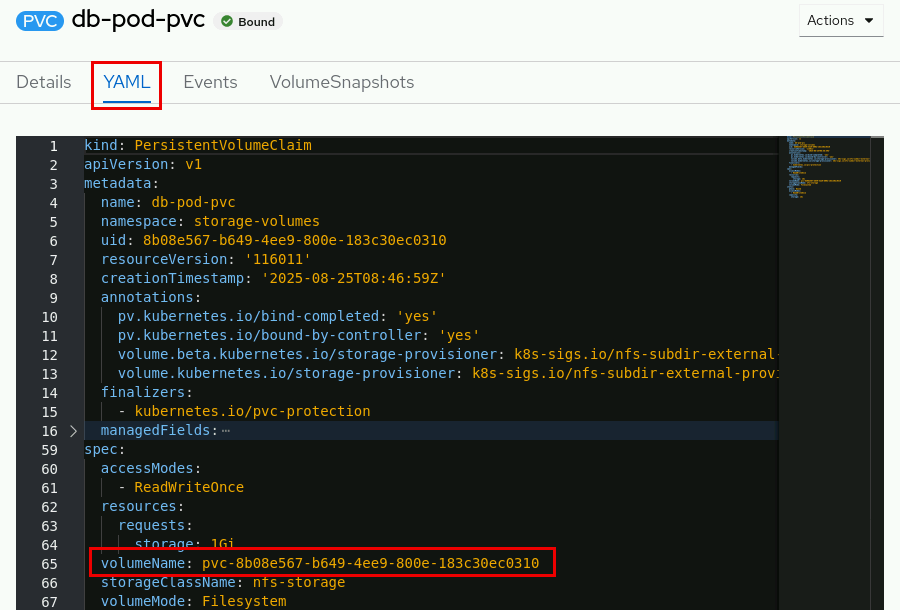 PVC db-pod-pvc Bound
Actions
Details YAML Events VolumeSnapshots
1 kind: PersistentVolumeClaim
2 apiVersion: v1
3 metadata:
4 name: db-pod-pvc
5 namespace: storage-volumes
6 uid: 8b08e567-b649-4ee9-800e-183c30ec0310
7 resourceVersion: '116011'
8 creationTimestamp: '2025-08-25T08:46:59Z'
9 annotations:
10 pv.kubernetes.io/bind-completed: 'yes'
11 pv.kubernetes.io/bound-by-controller: 'yes'
12 volume.beta.kubernetes.io/storage-provisioner: k8s-sigs.io/nfs-subdir-external-
13 volume.kubernetes.io/storage-provisioner: k8s-sigs.io/nfs-subdir-external-provi
14 finalizers:
15 - kubernetes.io/pvc-protection
16 managedFields: ⋯
59 spec:
60 accessModes:
61 - ReadWriteOnce
62 resources:
63 requests:
64 storage: 1Gi
65 volumeName: pvc-8b08e567-b649-4ee9-800e-183c30ec0310
66 storageClassName: nfs-storage
67 volumeMode: Filesystem